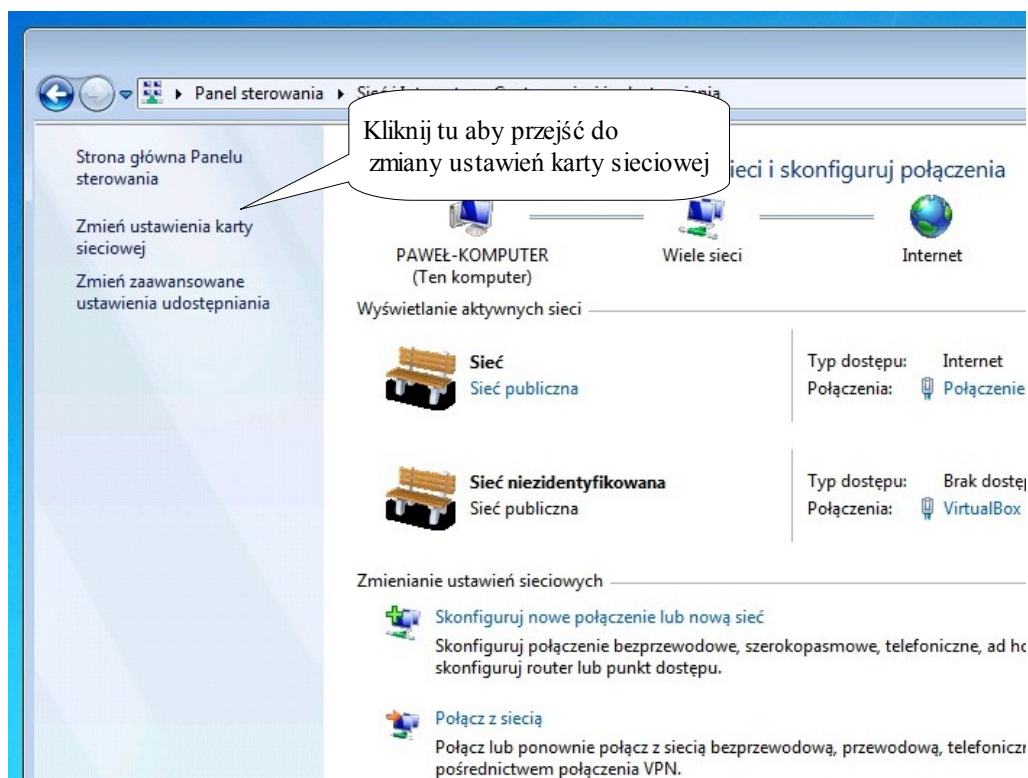 Panel sterowania
Kliknij tu aby przejść do
zmiany ustawień karty sieciowej
Strona główna Panelu
sterowania
Zmień ustawienia karty
sieciowej
Zmień zaawansowane
ustawienia udostępniania
sieci i skonfiguruj połączenia
PAWEŁ-KOMPUTER
(Ten komputer)
Wiele sieci
Internet
Wyświetlanie aktywnych sieci
Sieć
Sieć publiczna
Typ dostępu: Internet
Połączenia: Połączenie
Sieć niezidentyfikowana
Sieć publiczna
Typ dostępu: Brak dostęp
Połączenia: VirtualBox
Zmienianie ustawień sieciowych
Skonfiguruj nowe połączenie lub nową sieć
Skonfiguruj połączenie bezprzewodowe, szerokopasmowe, telefoniczne, ad ho
skonfiguruj router lub punkt dostępu.
Połącz z siecią
Połącz lub ponownie połącz z siecią bezprzewodową, przewodową, telefoniczn
pośrednictwem połączenia VPN.